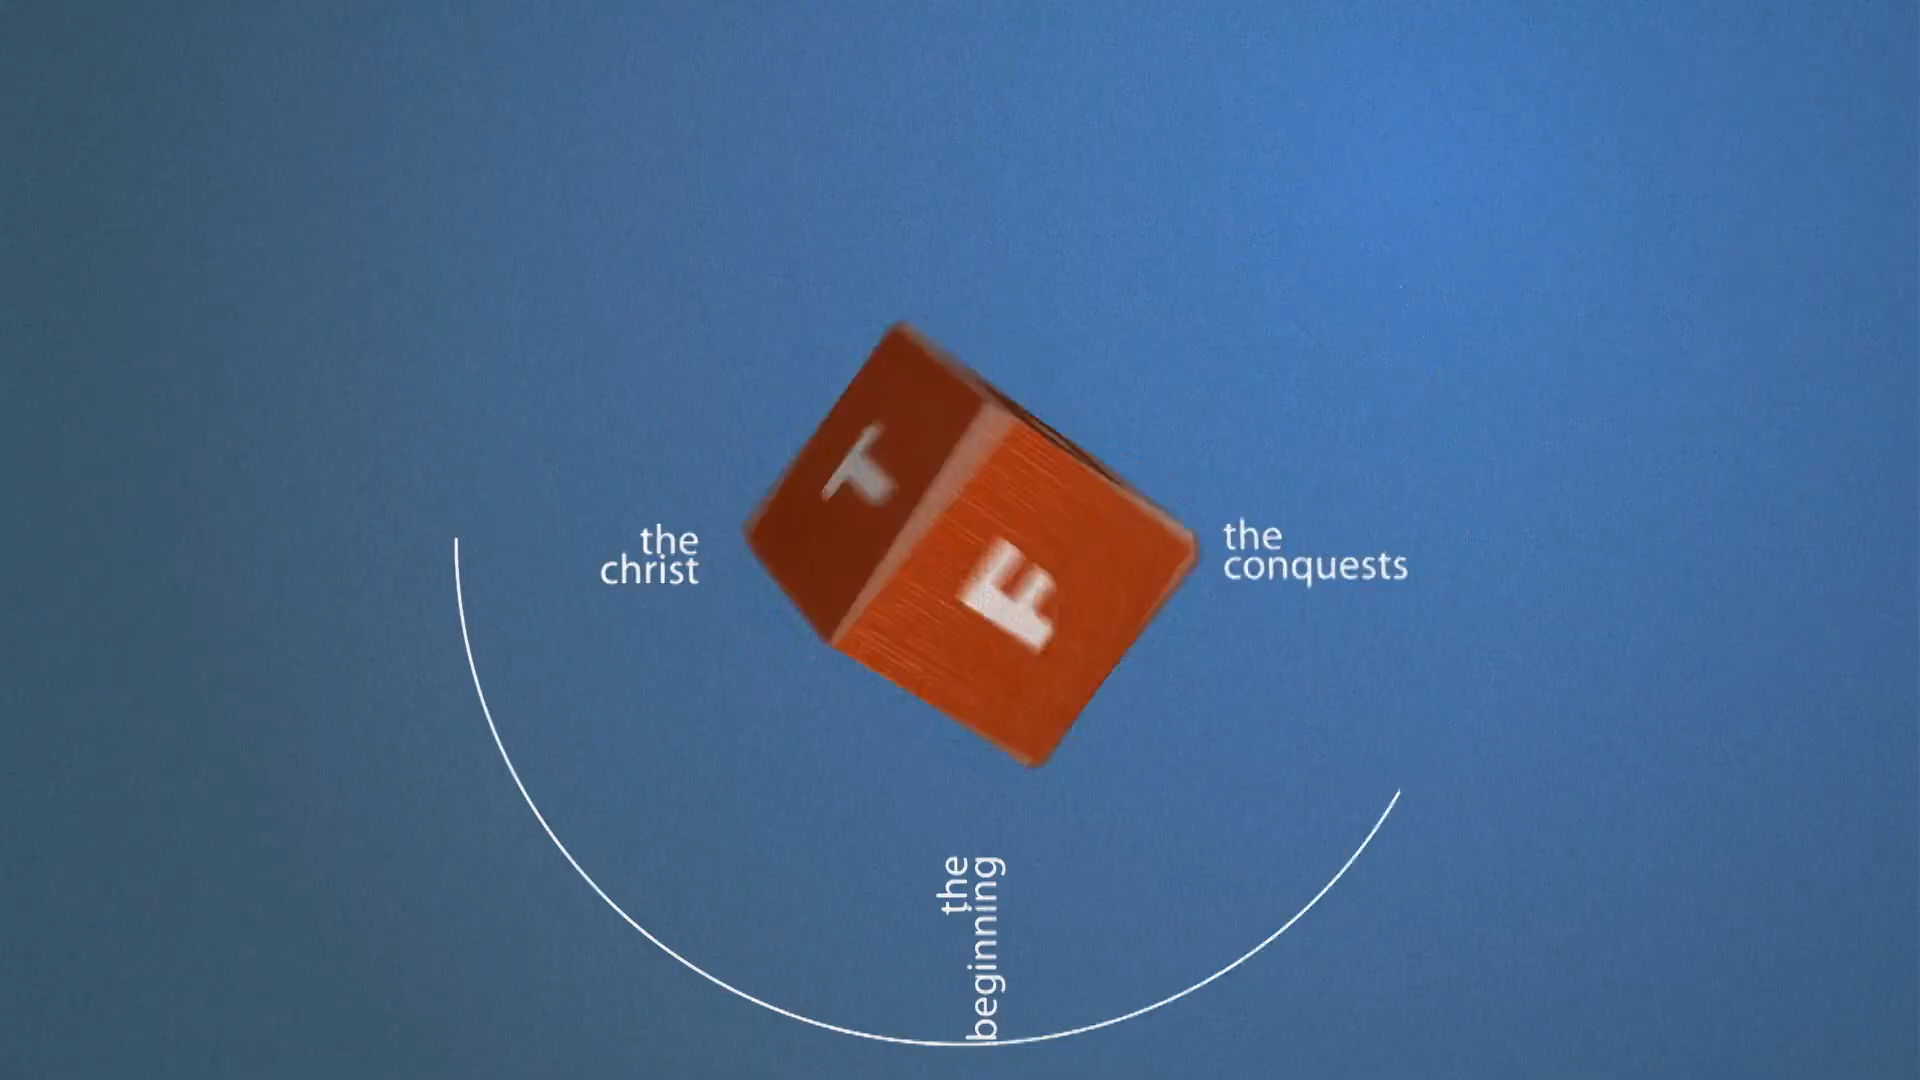 T
F
the
christ
the
conquests
the
beginning